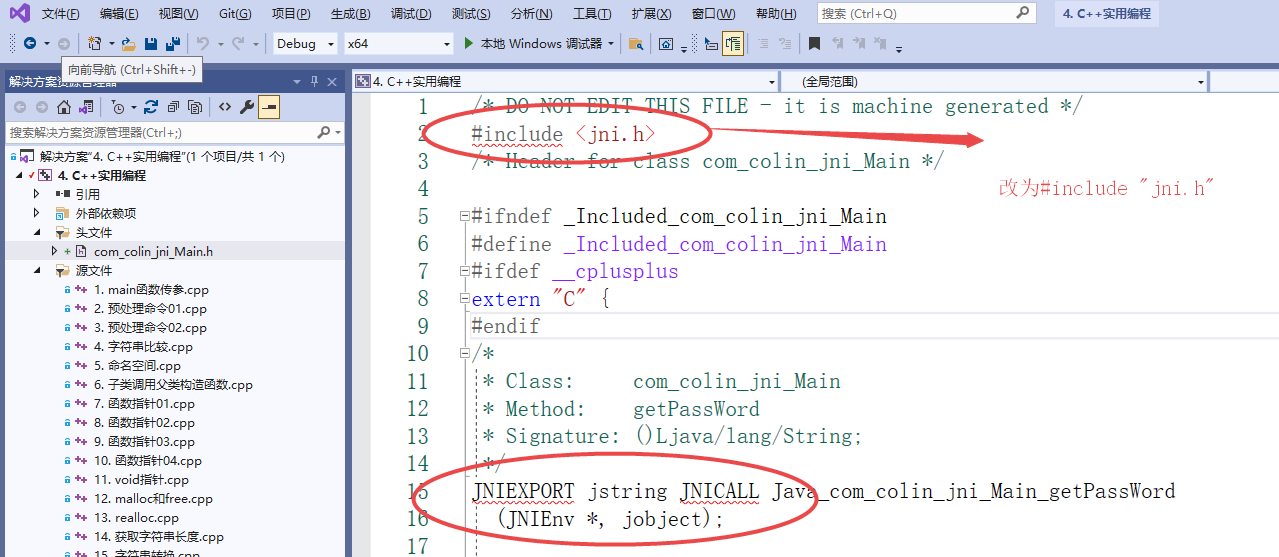 文件(F) 编辑(E) 视图(V) Git(G) 项目(P) 生成(B) 调试(D) 测试(S) 分析(N) 工具(T) 扩展(X) 窗口(W) 帮助(H) 搜索 (Ctrl+Q) 4. C++实用编程
Debug x64 本地 Windows 调试器
向前导航 (Ctrl+Shift+-)
解决方案资源管理器
搜索解决方案资源管理器(Ctrl+;)
解决方案"4. C++实用编程"(1 个项目/共 1 个)
4. C++实用编程
引用
外部依赖项
头文件
com_colin_jni_Main.h
源文件
1. main函数传参.cpp
2. 预处理命令01.cpp
3. 预处理命令02.cpp
4. 字符串比较.cpp
5. 命名空间.cpp
6. 子类调用父类构造函数.cpp
7. 函数指针01.cpp
8. 函数指针02.cpp
9. 函数指针03.cpp
10. 函数指针04.cpp
11. void指针.cpp
12. malloc和free.cpp
13. realloc.cpp
14. 获取字符串长度.cpp
15. 字符串转换.cpp
4. C++实用编程 (全局范围)
1 /* DO NOT EDIT THIS FILE - it is machine generated */
2 #include <jni.h>
3 /* Header for class com_colin_jni_Main */
改为#include "jni.h"
4
5 #ifndef _Included_com_colin_jni_Main
6 #define _Included_com_colin_jni_Main
7 #ifdef __cplusplus
8 extern "C" {
9 #endif
10 /*
11 * Class: com_colin_jni_Main
12 * Method: getPassWord
13 * Signature: ()Ljava/lang/String;
14 */
15 JNIEXPORT jstring JNICALL Java_com_colin_jni_Main_getPassWord
16 (JNIEnv *, jobject);
17